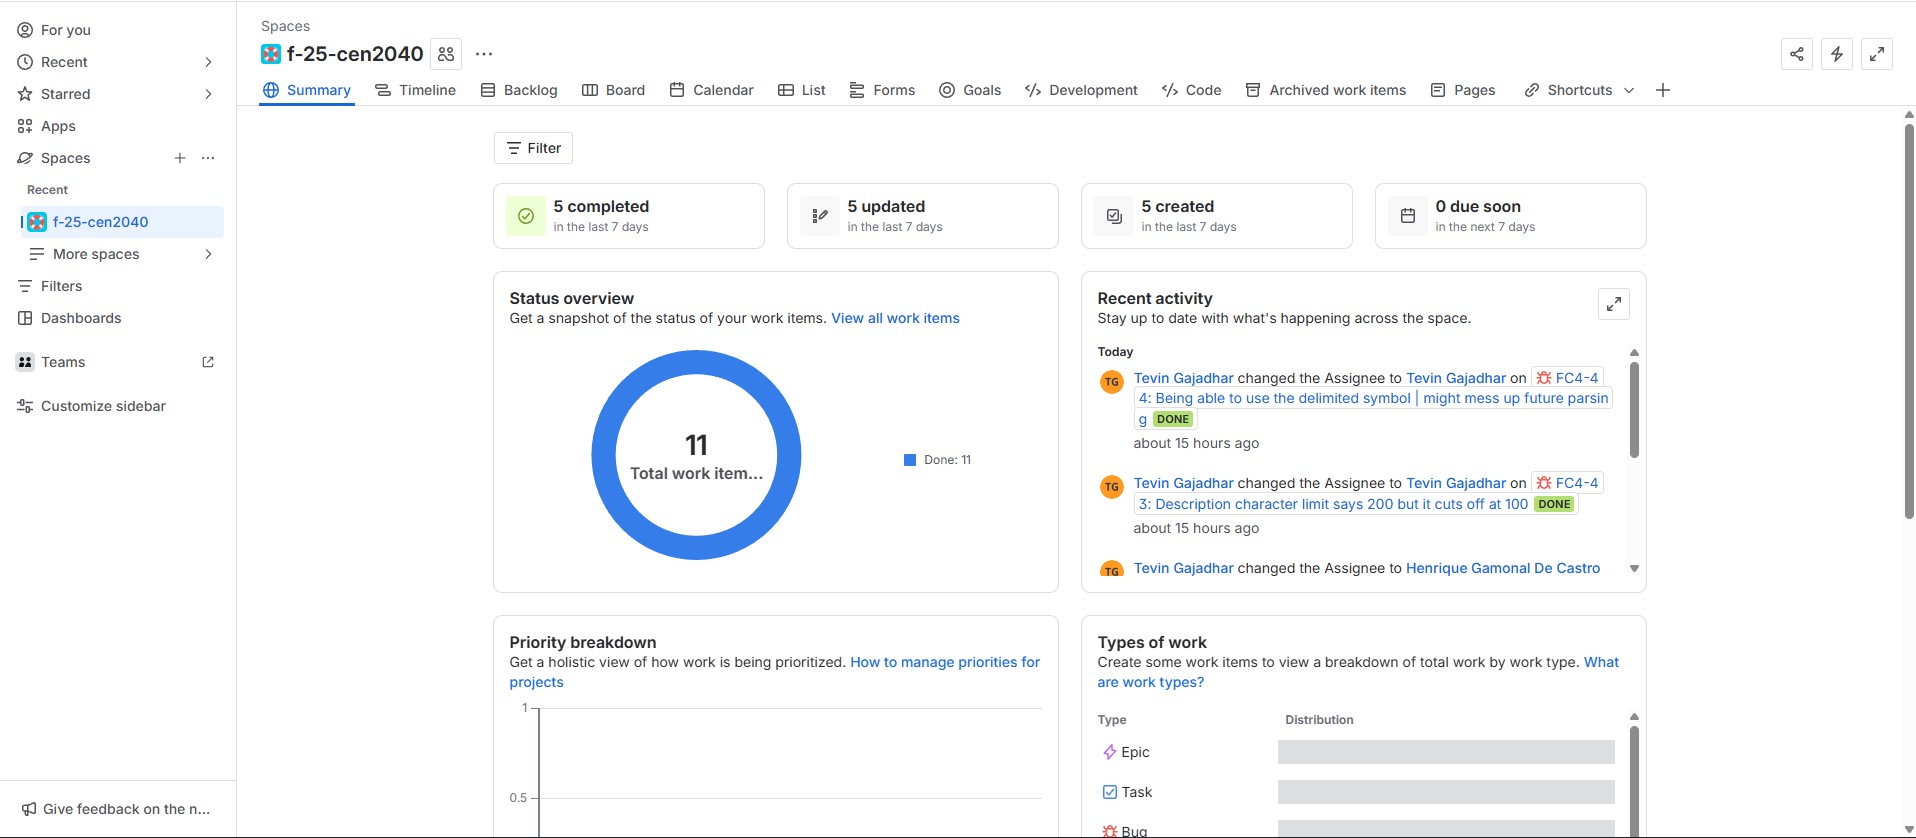 For you
Recent
Starred
Apps
Spaces
Recent
f-25-cen2040
More spaces
Filters
Dashboards
Teams
Customize sidebar
Give feedback on the n...
Spaces
f-25-cen2040
Summary Timeline Backlog Board Calendar List Forms Goals Development Code Archived work items Pages Shortcuts
Filter
5 completed
in the last 7 days
5 updated
in the last 7 days
5 created
in the last 7 days
0 due soon
in the next 7 days
Status overview
Get a snapshot of the status of your work items. View all work items
11
Total work item...
Done: 11
Recent activity
Stay up to date with what's happening across the space.
Today
TG
Tevin Gajadhar changed the Assignee to Tevin Gajadhar on FC4-4
4: Being able to use the delimited symbol | might mess up future parsin
g DONE
about 15 hours ago
TG
Tevin Gajadhar changed the Assignee to Tevin Gajadhar on FC4-4
3: Description character limit says 200 but it cuts off at 100 DONE
about 15 hours ago
TG
Tevin Gajadhar changed the Assignee to Henrique Gamonal De Castro
Priority breakdown
Get a holistic view of how work is being prioritized. How to manage priorities for
projects
1
0.5
Types of work
Create some work items to view a breakdown of total work by work type. What
are work types?
Type Distribution
Epic
Task
Bug